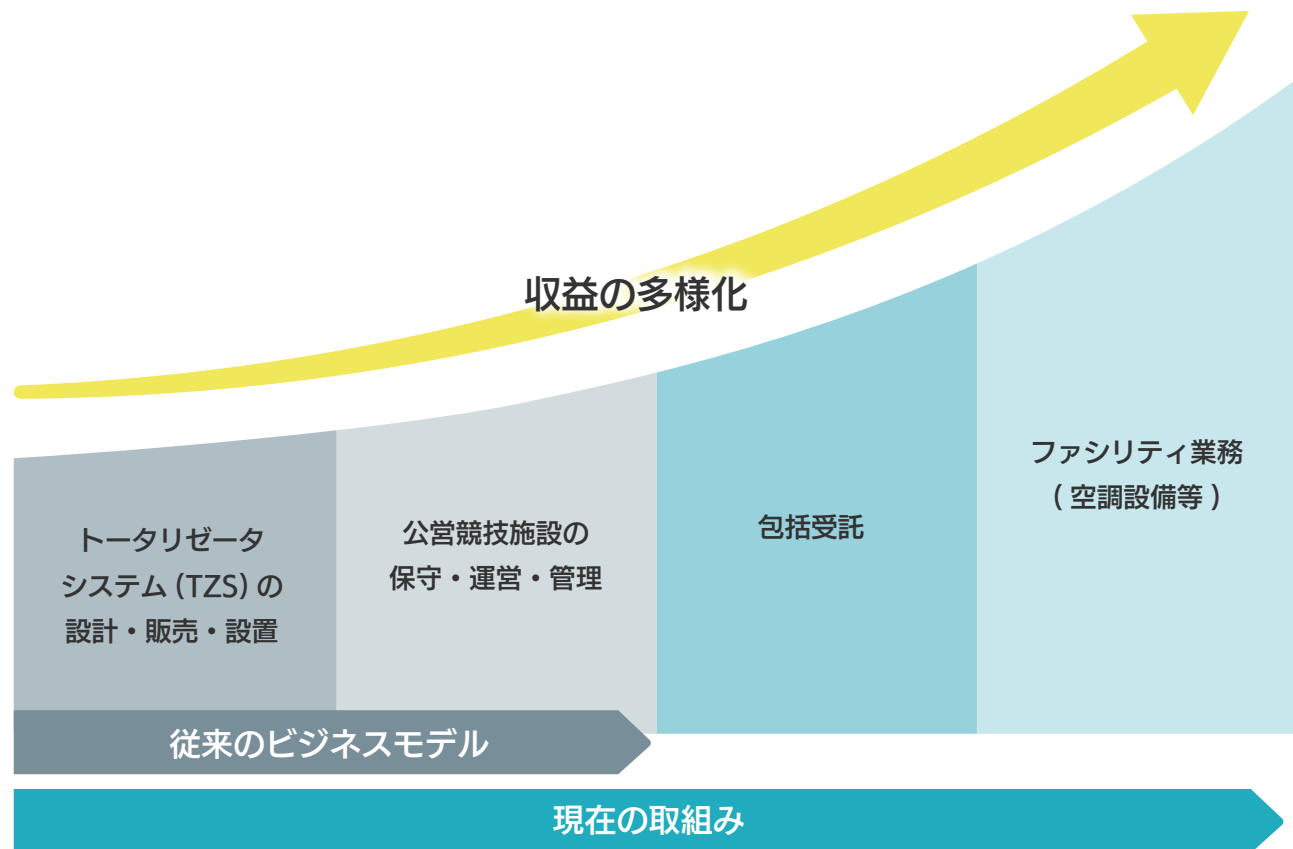 収益の多様化
トータリゼータ
システム(TZS)の
設計・販売・設置
公営競技施設の
保守・運営・管理
包括受託
ファシリティ業務
(空調設備等)
従来のビジネスモデル
現在の取組み